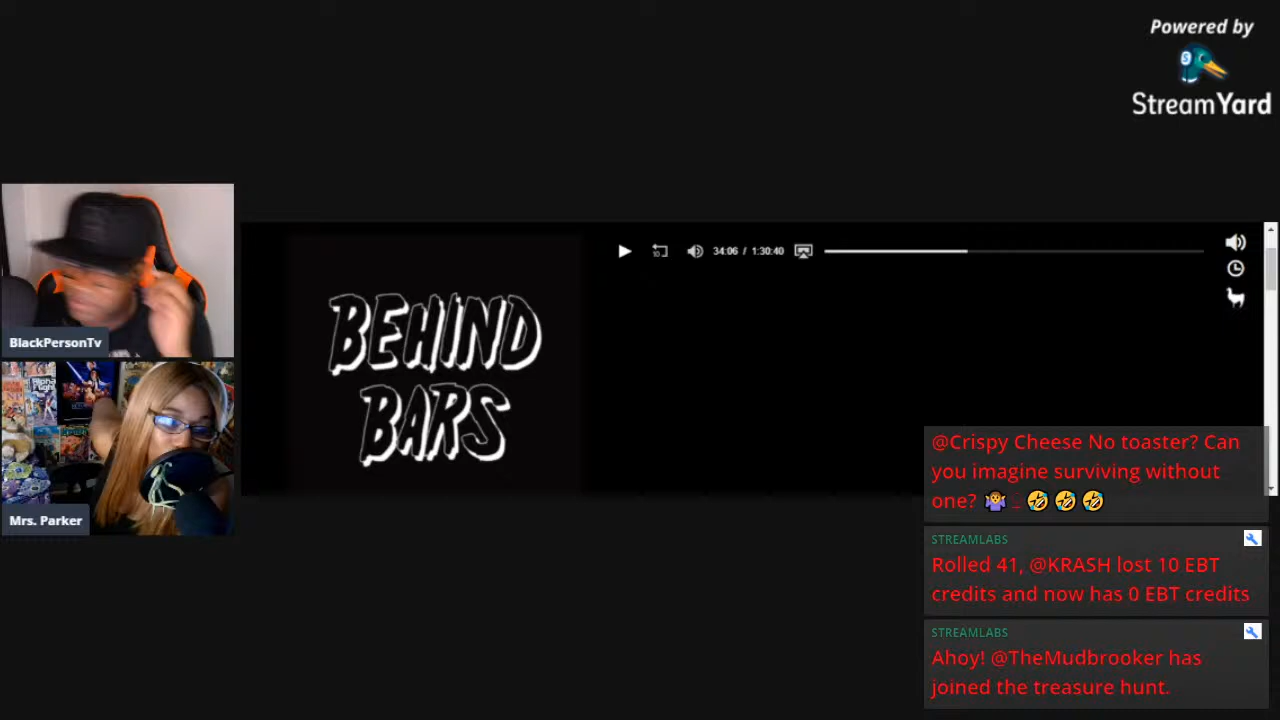 Powered by
StreamYard
34:06 / 1:30:40
BEHIND
BARS
BlackPersonTv
Mrs. Parker
@Crispy Cheese No toaster? Can
you imagine surviving without
one? 🤷🤣🤣🤣
STREAMLABS
Rolled 41, @KRASH lost 10 EBT
credits and now has 0 EBT credits
STREAMLABS
Ahoy! @TheMudbrooker has
joined the treasure hunt.